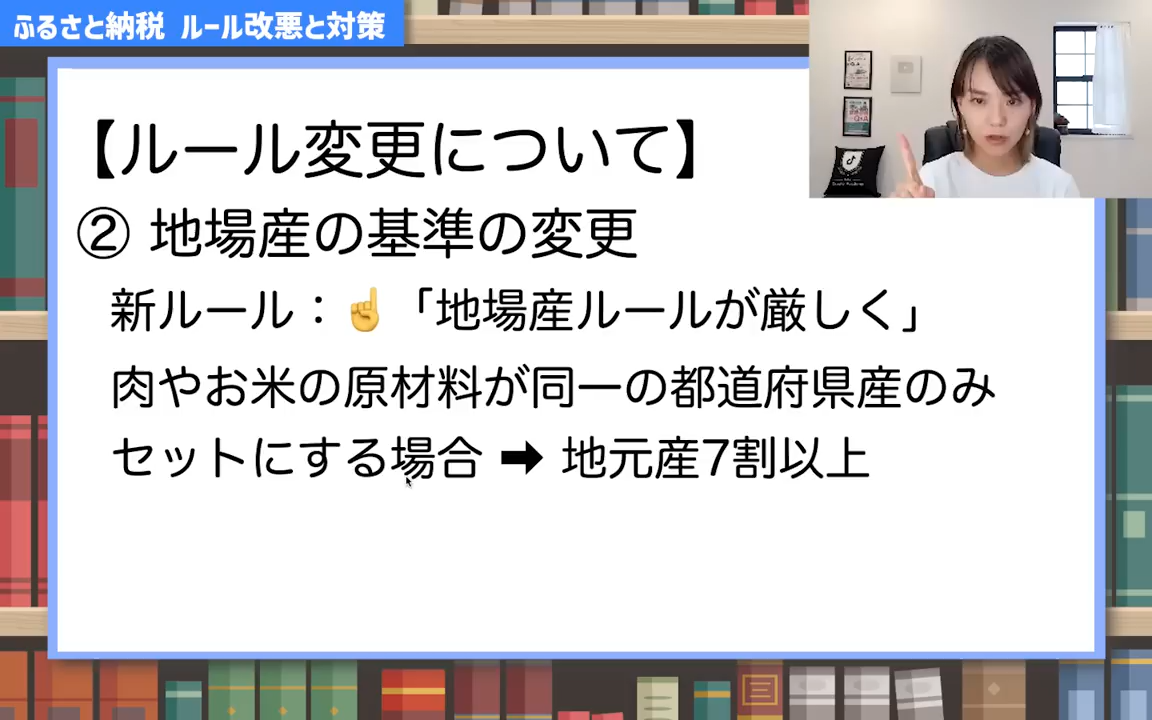 ふるさと納税 ルール改悪と対策
【ルール変更について】
② 地場産の基準の変更
新ルール：☝「地場産ルールが厳しく」
肉やお米の原材料が同一の都道府県産のみ
セットにする場合 ➡ 地元産7割以上